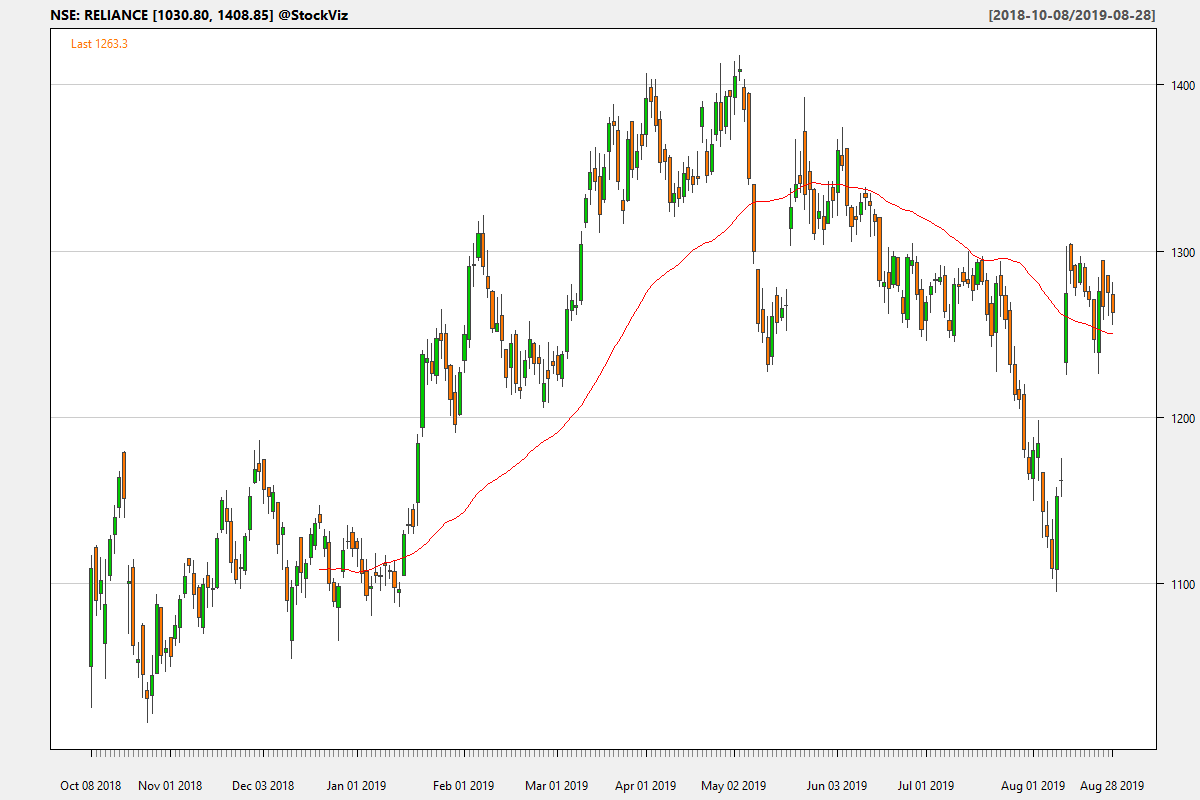 NSE: RELIANCE [1030.80, 1408.85] @StockViz
[2018-10-08/2019-08-28]
Last 1263.3
1400
1300
1200
1100
Oct 08 2018
Nov 01 2018
Dec 03 2018
Jan 01 2019
Feb 01 2019
Mar 01 2019
Apr 01 2019
May 02 2019
Jun 03 2019
Jul 01 2019
Aug 01 2019
Aug 28 2019